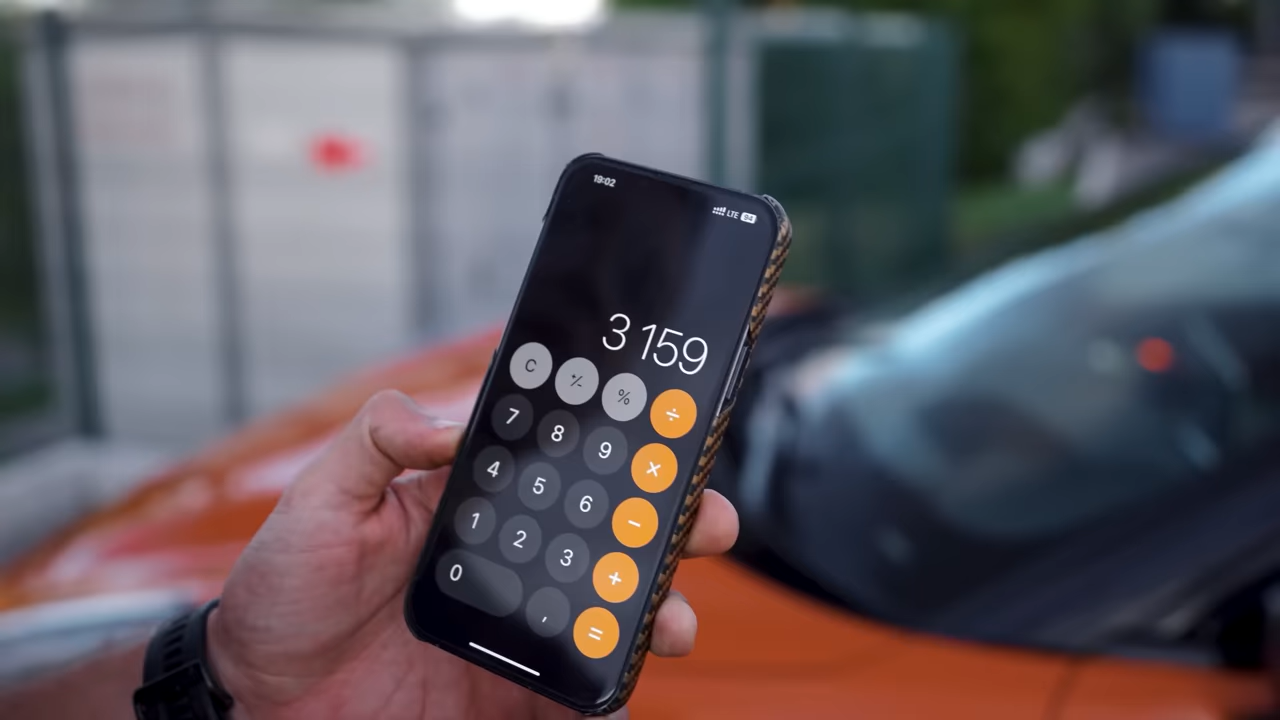 19:02 LTE 84
3 159
C +/- % ÷
7 8 9 ×
4 5 6 −
1 2 3 +
0 , =